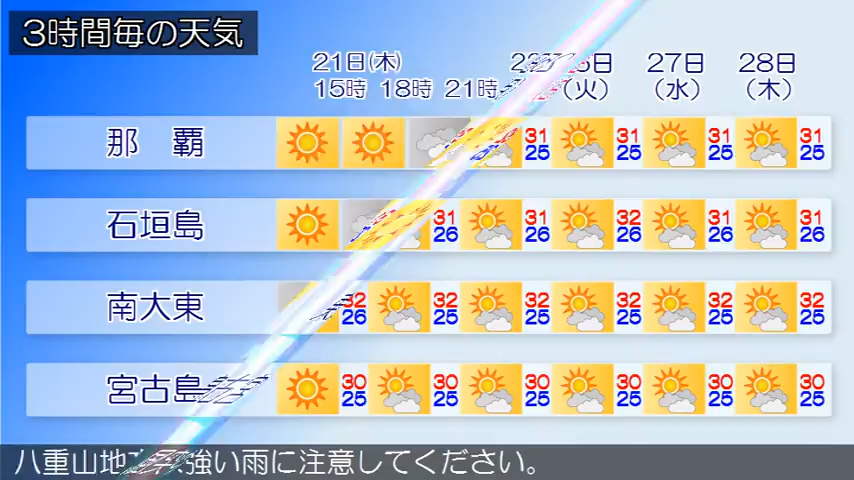 3時間毎の天気
21日(木) 27日 28日
15時 18時 21時 (火) (水) (木)
那覇 31 25 31 25 31 25 31 25
石垣島 31 26 31 26 32 26 31 26 31 26
南大東 32 26 32 25 32 25 32 25 32 25 32 25
宮古島 30 25 30 25 30 25 30 25 30 25 30 25
八重山地 強い雨に注意してください。